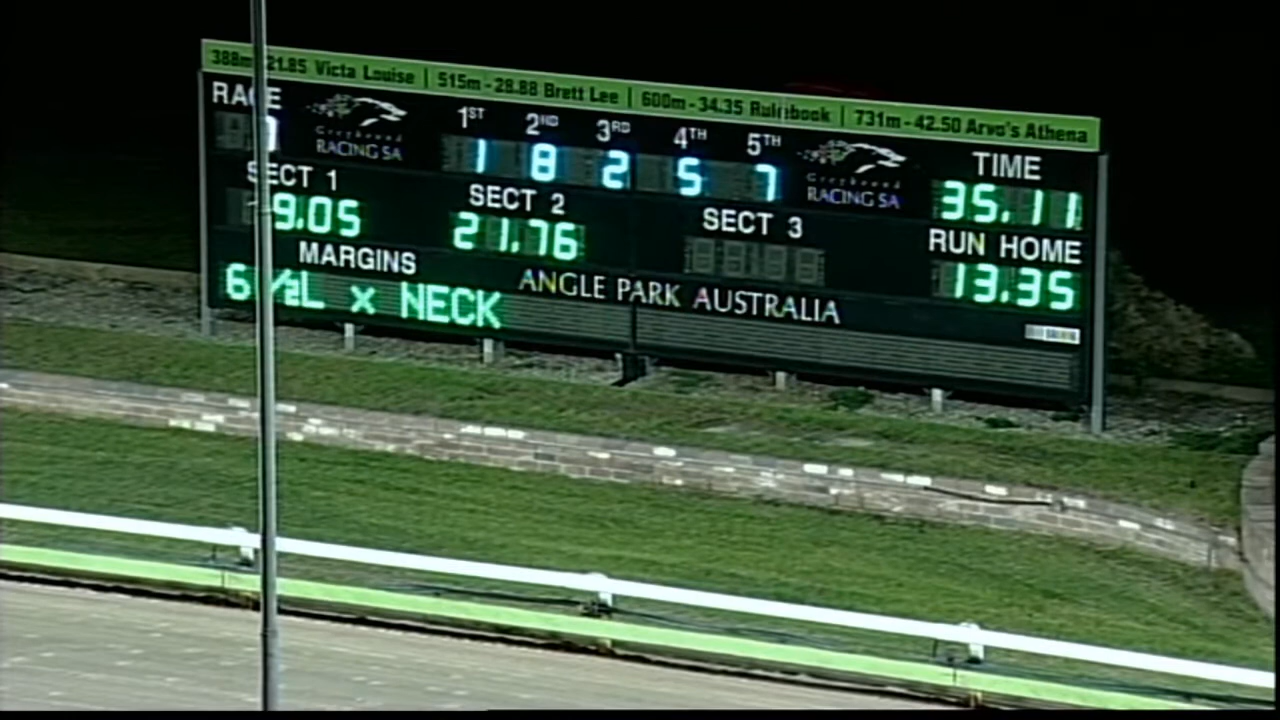 388m - 21.85 Victa Louise | 515m - 28.88 Brett Lee | 600m - 34.35 Rulebook | 731m - 42.50 Arvo's Athena
RACE
Greyhound
RACING SA
1ST 2ND 3RD 4TH 5TH
1 8 2 5 7
Greyhound
RACING SA
TIME
35.11
SECT 1
9.05
SECT 2
21.76
SECT 3
RUN HOME
13.35
MARGINS
6 ½L x NECK
ANGLE PARK AUSTRALIA